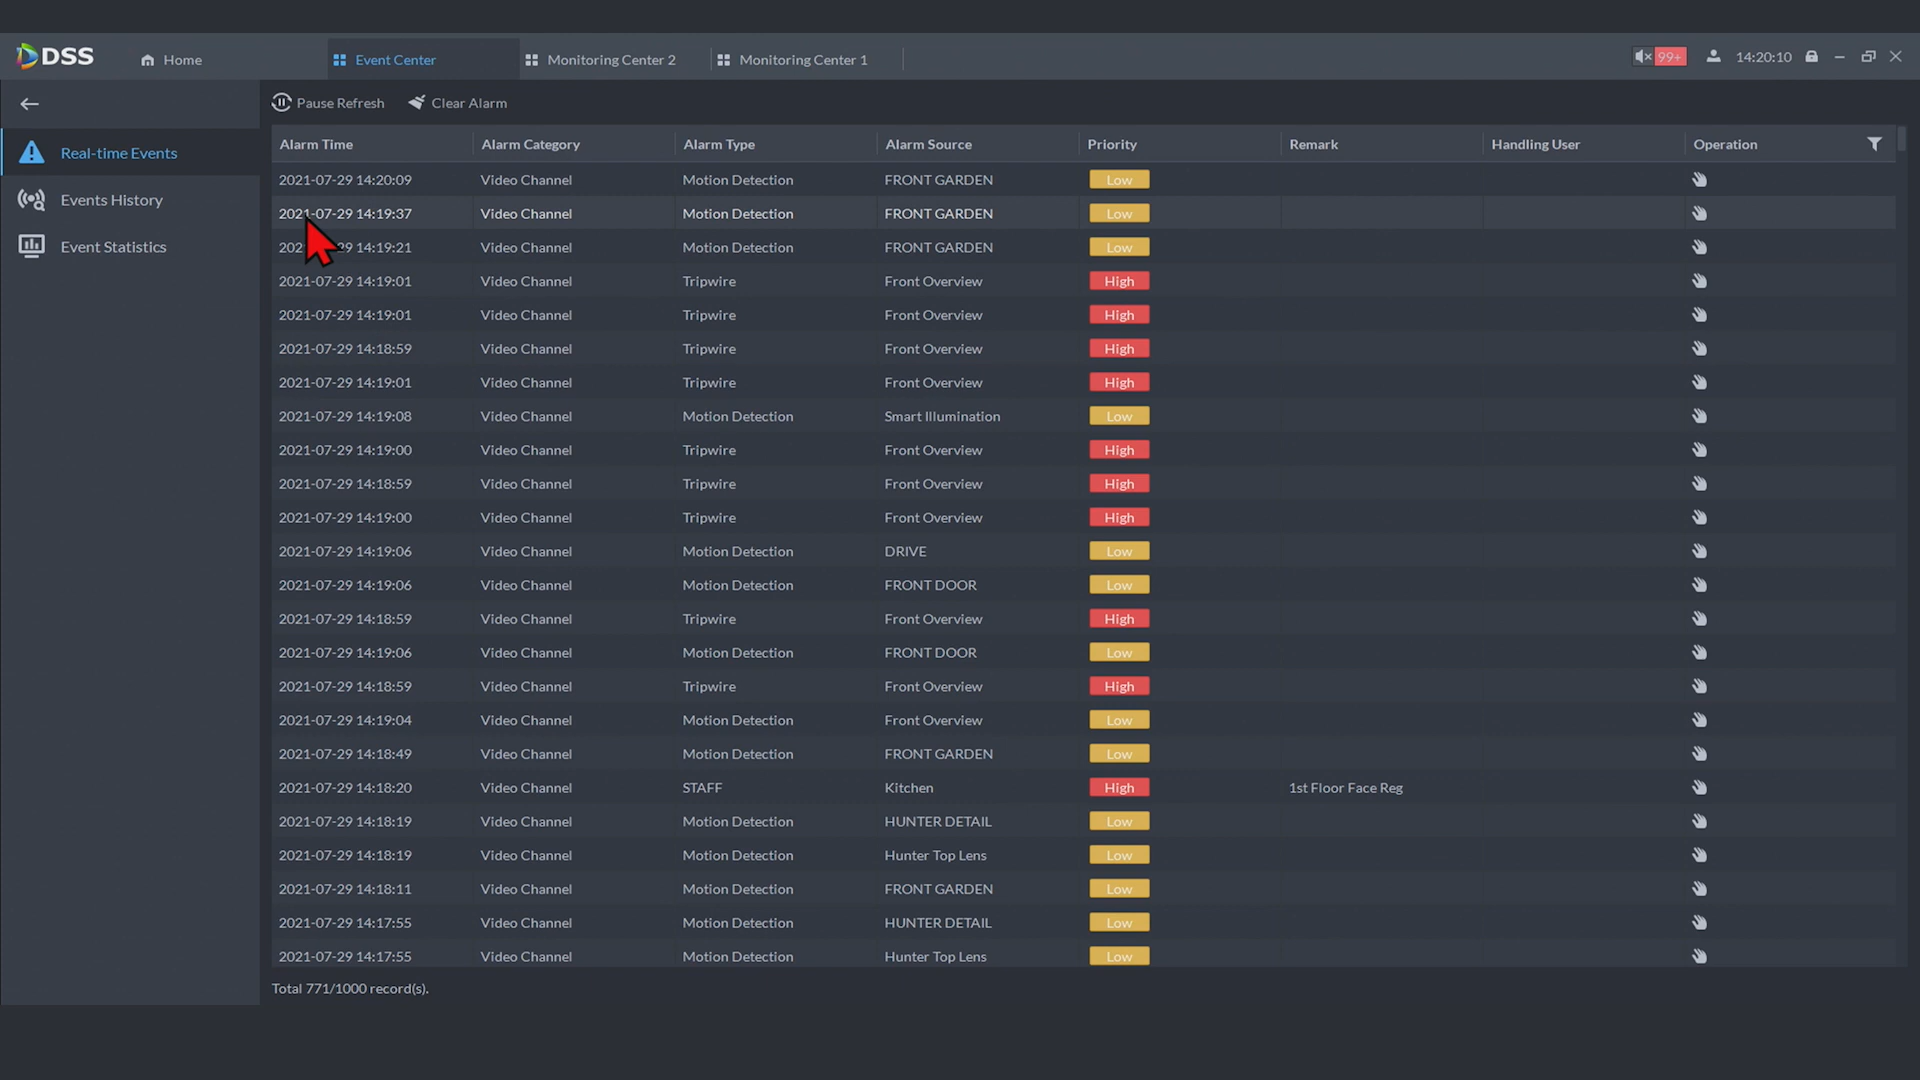 DSS Home Event Center Monitoring Center 2 Monitoring Center 1 99+ 14:20:10
Pause Refresh Clear Alarm
Real-time Events
Events History
Event Statistics
Alarm Time Alarm Category Alarm Type Alarm Source Priority Remark Handling User Operation
2021-07-29 14:20:09 Video Channel Motion Detection FRONT GARDEN Low
2021-07-29 14:19:37 Video Channel Motion Detection FRONT GARDEN Low
9 14:19:21 Video Channel Motion Detection FRONT GARDEN Low
2021-07-29 14:19:01 Video Channel Tripwire Front Overview High
2021-07-29 14:19:01 Video Channel Tripwire Front Overview High
2021-07-29 14:18:59 Video Channel Tripwire Front Overview High
2021-07-29 14:19:01 Video Channel Tripwire Front Overview High
2021-07-29 14:19:08 Video Channel Motion Detection Smart Illumination Low
2021-07-29 14:19:00 Video Channel Tripwire Front Overview High
2021-07-29 14:18:59 Video Channel Tripwire Front Overview High
2021-07-29 14:19:00 Video Channel Tripwire Front Overview High
2021-07-29 14:19:06 Video Channel Motion Detection DRIVE Low
2021-07-29 14:19:06 Video Channel Motion Detection FRONT DOOR Low
2021-07-29 14:18:59 Video Channel Tripwire Front Overview High
2021-07-29 14:19:06 Video Channel Motion Detection FRONT DOOR Low
2021-07-29 14:18:59 Video Channel Tripwire Front Overview High
2021-07-29 14:19:04 Video Channel Motion Detection Front Overview Low
2021-07-29 14:18:49 Video Channel Motion Detection FRONT GARDEN Low
2021-07-29 14:18:20 Video Channel STAFF Kitchen High 1st Floor Face Reg
2021-07-29 14:18:19 Video Channel Motion Detection HUNTER DETAIL Low
2021-07-29 14:18:19 Video Channel Motion Detection Hunter Top Lens Low
2021-07-29 14:18:11 Video Channel Motion Detection FRONT GARDEN Low
2021-07-29 14:17:55 Video Channel Motion Detection HUNTER DETAIL Low
2021-07-29 14:17:55 Video Channel Motion Detection Hunter Top Lens Low
Total 771/1000 record(s).